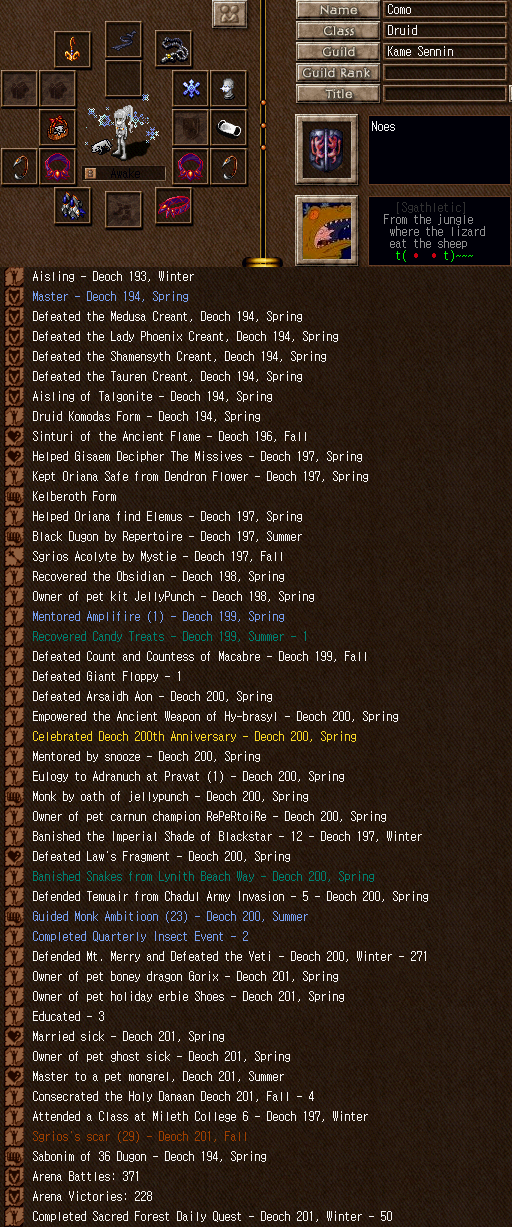 Name
Como
Class
Druid
Guild
Kame Sennin
Guild Rank
Title
Awake
Noes
[Sgathletic]
From the jungle
where the lizard
eat the sheep
t( • • t)~~~
Aisling - Deoch 193, Winter
Master - Deoch 194, Spring
Defeated the Medusa Creant, Deoch 194, Spring
Defeated the Lady Phoenix Creant, Deoch 194, Spring
Defeated the Shamensyth Creant, Deoch 194, Spring
Defeated the Tauren Creant, Deoch 194, Spring
Aisling of Talgonite - Deoch 194, Spring
Druid Komodas Form - Deoch 194, Spring
Sinturi of the Ancient Flame - Deoch 196, Fall
Helped Gisaem Decipher The Missives - Deoch 197, Spring
Kept Oriana Safe from Dendron Flower - Deoch 197, Spring
Kelberoth Form
Helped Oriana find Elemus - Deoch 197, Spring
Black Dugon by Repertoire - Deoch 197, Summer
Sgrios Acolyte by Mystie - Deoch 197, Fall
Recovered the Obsidian - Deoch 198, Spring
Owner of pet kit JellyPunch - Deoch 198, Spring
Mentored Amplifire (1) - Deoch 199, Spring
Recovered Candy Treats - Deoch 199, Summer - 1
Defeated Count and Countess of Macabre - Deoch 199, Fall
Defeated Giant Floppy - 1
Defeated Arsaidh Aon - Deoch 200, Spring
Empowered the Ancient Weapon of Hy-brasyl - Deoch 200, Spring
Celebrated Deoch 200th Anniversary - Deoch 200, Spring
Mentored by snooze - Deoch 200, Spring
Eulogy to Adranuch at Pravat (1) - Deoch 200, Spring
Monk by oath of jellypunch - Deoch 200, Spring
Owner of pet carnun champion RePeRtoiRe - Deoch 200, Spring
Banished the Imperial Shade of Blackstar - 12 - Deoch 197, Winter
Defeated Law's Fragment - Deoch 200, Spring
Banished Snakes from Lynith Beach Way - Deoch 200, Spring
Defended Temuair from Chadul Army Invasion - 5 - Deoch 200, Spring
Guided Monk Ambitioon (23) - Deoch 200, Summer
Completed Quarterly Insect Event - 2
Defended Mt. Merry and Defeated the Yeti - Deoch 200, Winter - 271
Owner of pet boney dragon Gorix - Deoch 201, Spring
Owner of pet holiday erbie Shoes - Deoch 201, Spring
Educated - 3
Married sick - Deoch 201, Spring
Owner of pet ghost sick - Deoch 201, Spring
Master to a pet mongrel, Deoch 201, Summer
Consecrated the Holy Danaan Deoch 201, Fall - 4
Attended a Class at Mileth College 6 - Deoch 197, Winter
Sgrios's scar (29) - Deoch 201, Fall
Sabonim of 36 Dugon - Deoch 194, Spring
Arena Battles: 371
Arena Victories: 228
Completed Sacred Forest Daily Quest - Deoch 201, Winter - 50